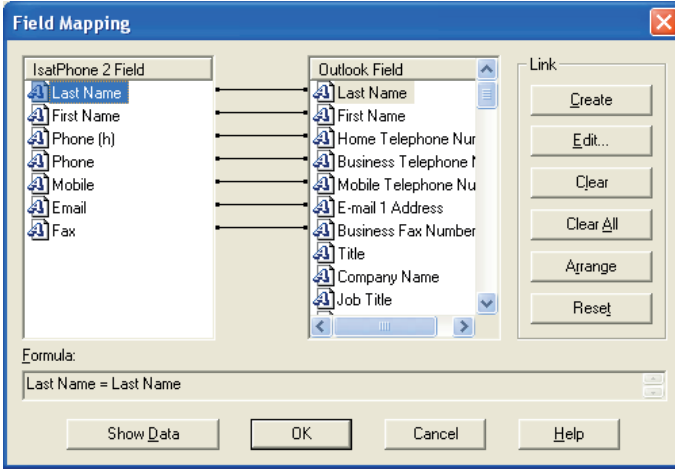 Field Mapping
IsatPhone 2 Field
Last Name
First Name
Phone (h)
Phone
Mobile
Email
Fax
Outlook Field
Last Name
First Name
Home Telephone Nur
Business Telephone
Mobile Telephone Nu
E-mail 1 Address
Business Fax Number
Title
Company Name
Job Title
Link
Create
Edit...
Clear
Clear All
Arrange
Reset
Formula:
Last Name = Last Name
Show Data
OK
Cancel
Help